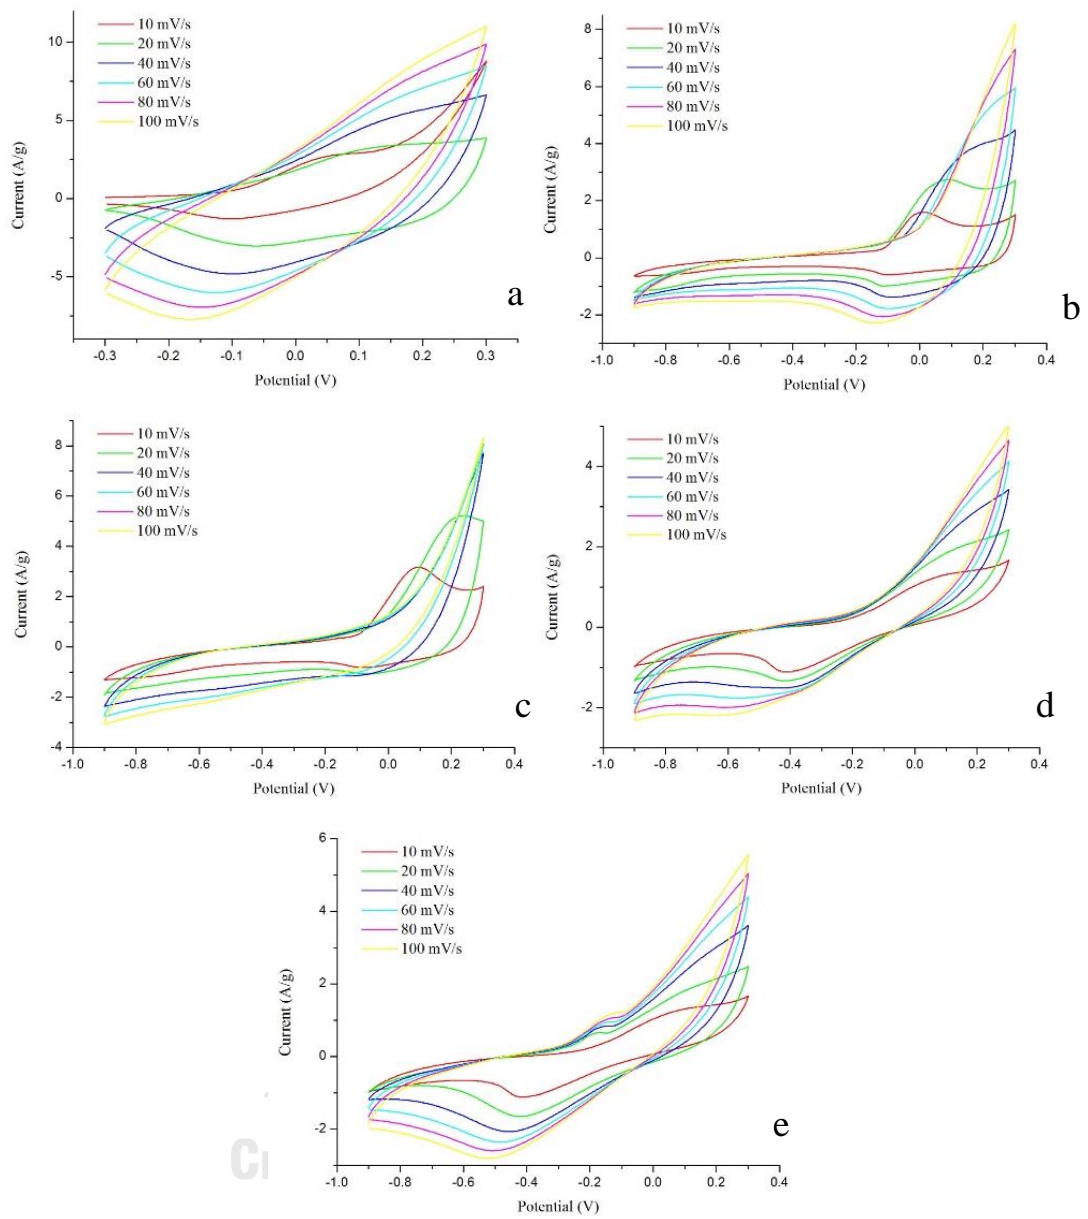 10 mV/s
20 mV/s
40 mV/s
60 mV/s
80 mV/s
100 mV/s
10
5
0
-5
Current (A/g)
-0.3 -0.2 -0.1 0.0 0.1 0.2 0.3
Potential (V)
a
10 mV/s
20 mV/s
40 mV/s
60 mV/s
80 mV/s
100 mV/s
8
6
4
2
0
-2
Current (A/g)
-1.0 -0.8 -0.6 -0.4 -0.2 0.0 0.2 0.4
Potential (V)
b
10 mV/s
20 mV/s
40 mV/s
60 mV/s
80 mV/s
100 mV/s
8
6
4
2
0
-2
-4
Current (A/g)
-1.0 -0.8 -0.6 -0.4 -0.2 0.0 0.2 0.4
Potential (V)
c
10 mV/s
20 mV/s
40 mV/s
60 mV/s
80 mV/s
100 mV/s
4
2
0
-2
Current (A/g)
-1.0 -0.8 -0.6 -0.4 -0.2 0.0 0.2 0.4
Potential (V)
d
10 mV/s
20 mV/s
40 mV/s
60 mV/s
80 mV/s
100 mV/s
6
4
2
0
-2
Current (A/g)
-1.0 -0.8 -0.6 -0.4 -0.2 0.0 0.2 0.4
Potential (V)
e